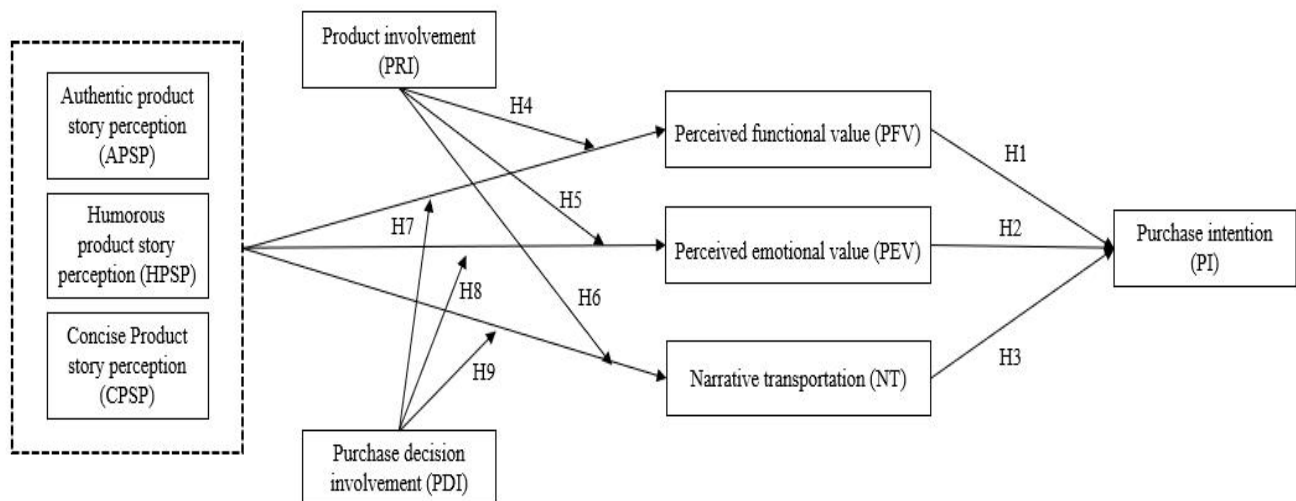 Product involvement
(PRI)
Authentic product
story perception
(APSP)
Humorous
product story
perception (HPSP)
Concise Product
story perception
(CPSP)
H4
H5
H6
H7
H8
H9
Purchase decision
involvement (PDI)
Perceived functional value (PFV)
Perceived emotional value (PEV)
Narrative transportation (NT)
H1
H2
H3
Purchase intention
(PI)